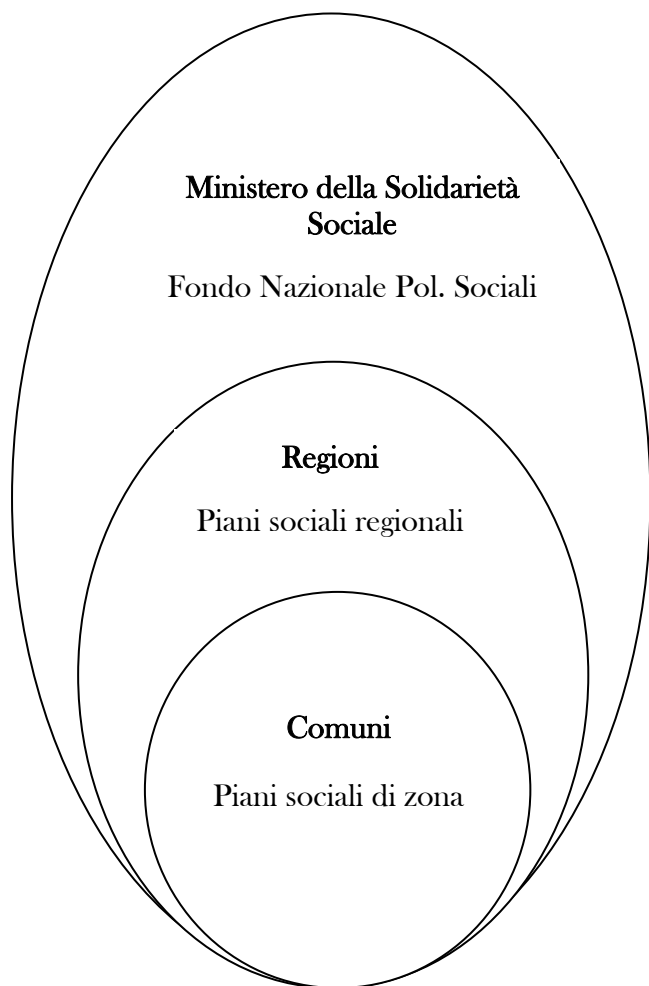 Ministero della Solidarietà
Sociale
Fondo Nazionale Pol. Sociali
Regioni
Piani sociali regionali
Comuni
Piani sociali di zona